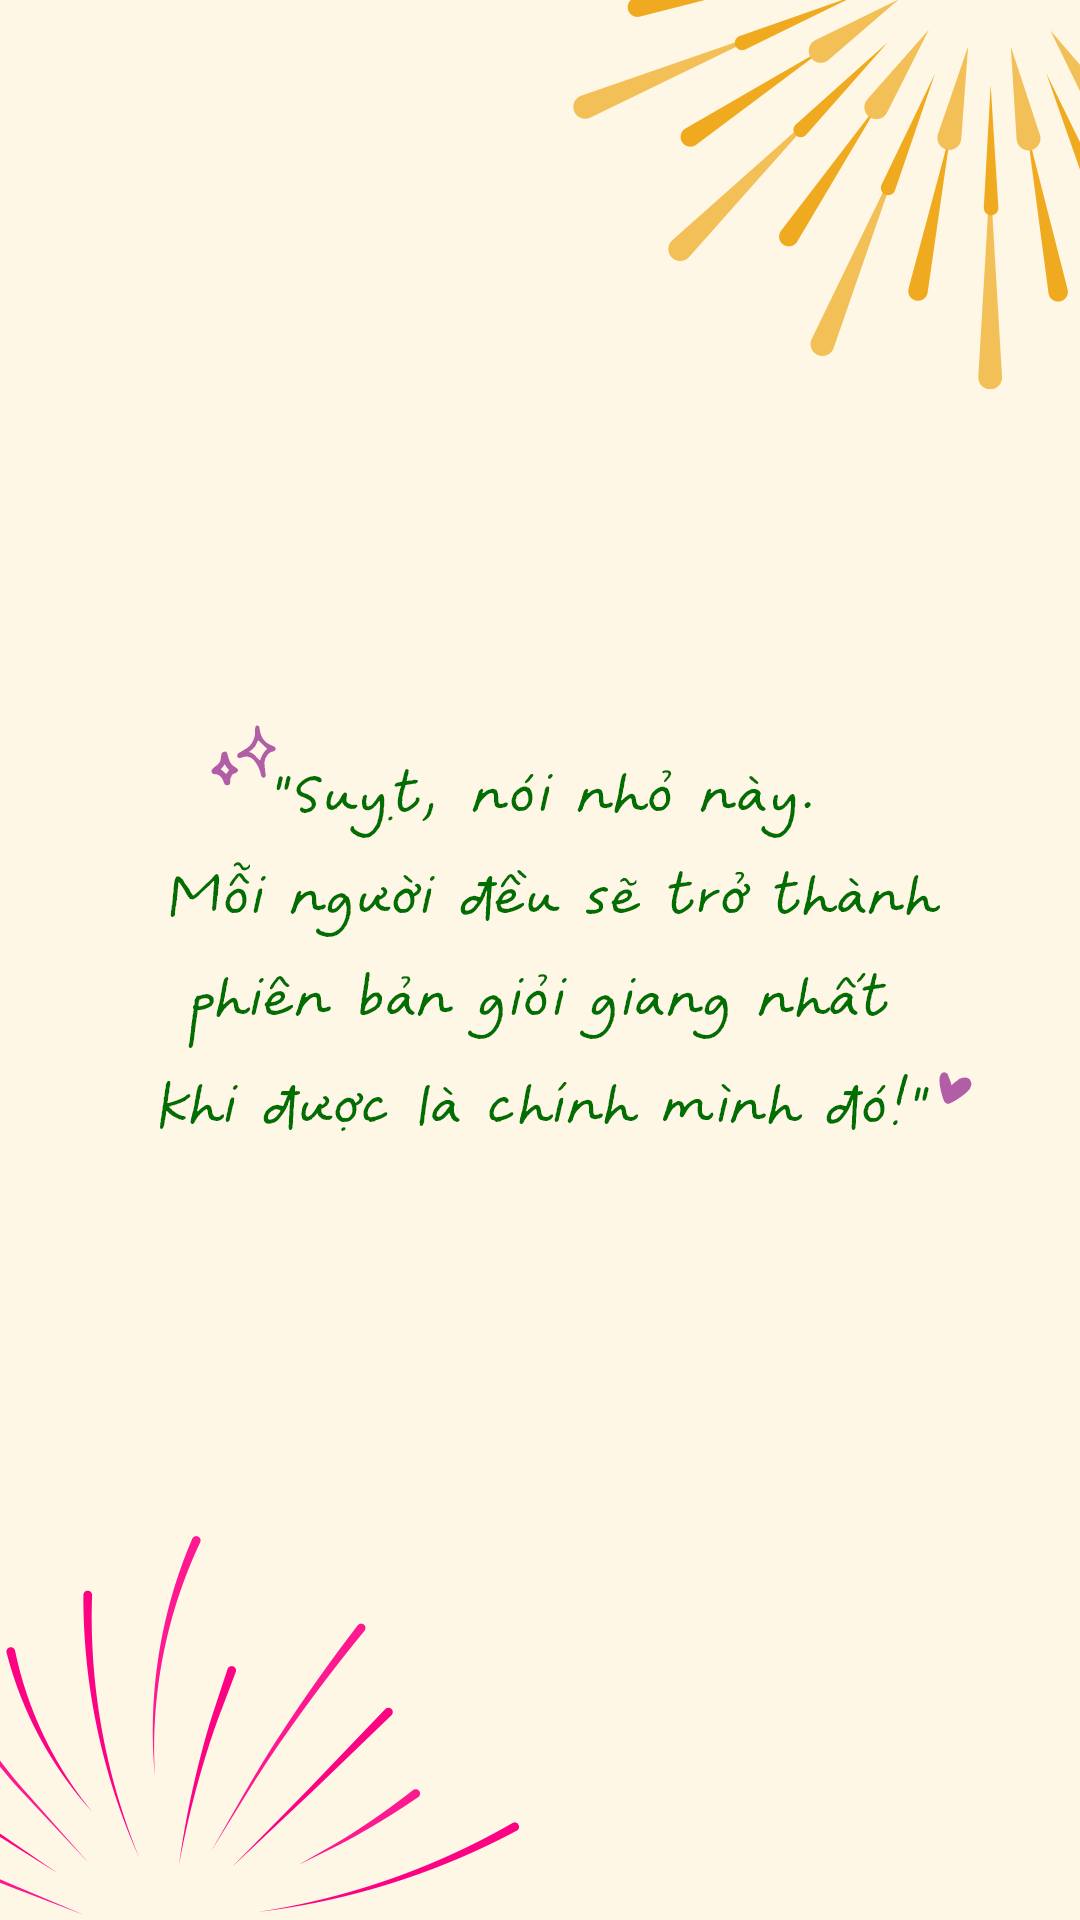 "Suỵt, nói nhỏ này.
Mỗi người đều sẽ trở thành
phiên bản giỏi giang nhất
khi được là chính mình đó!"